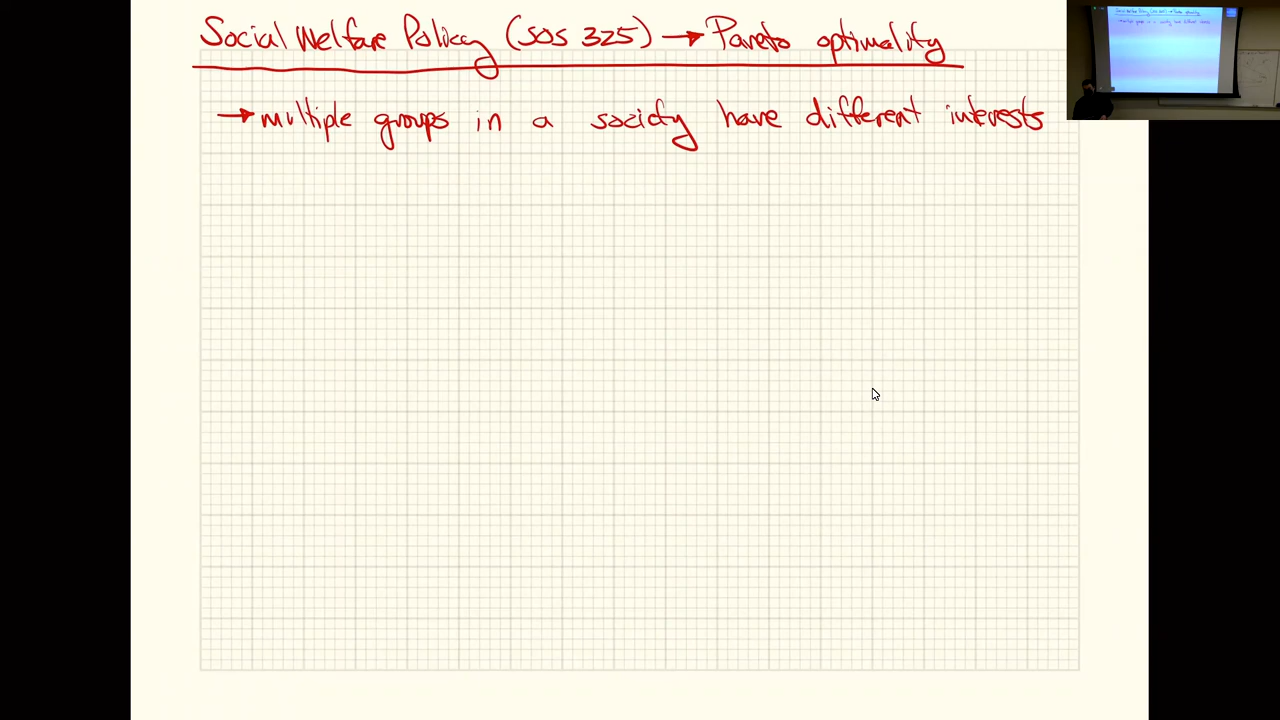 Social Welfare Policy (SOS 325) → Pareto optimality
→ multiple groups in a society have different interests